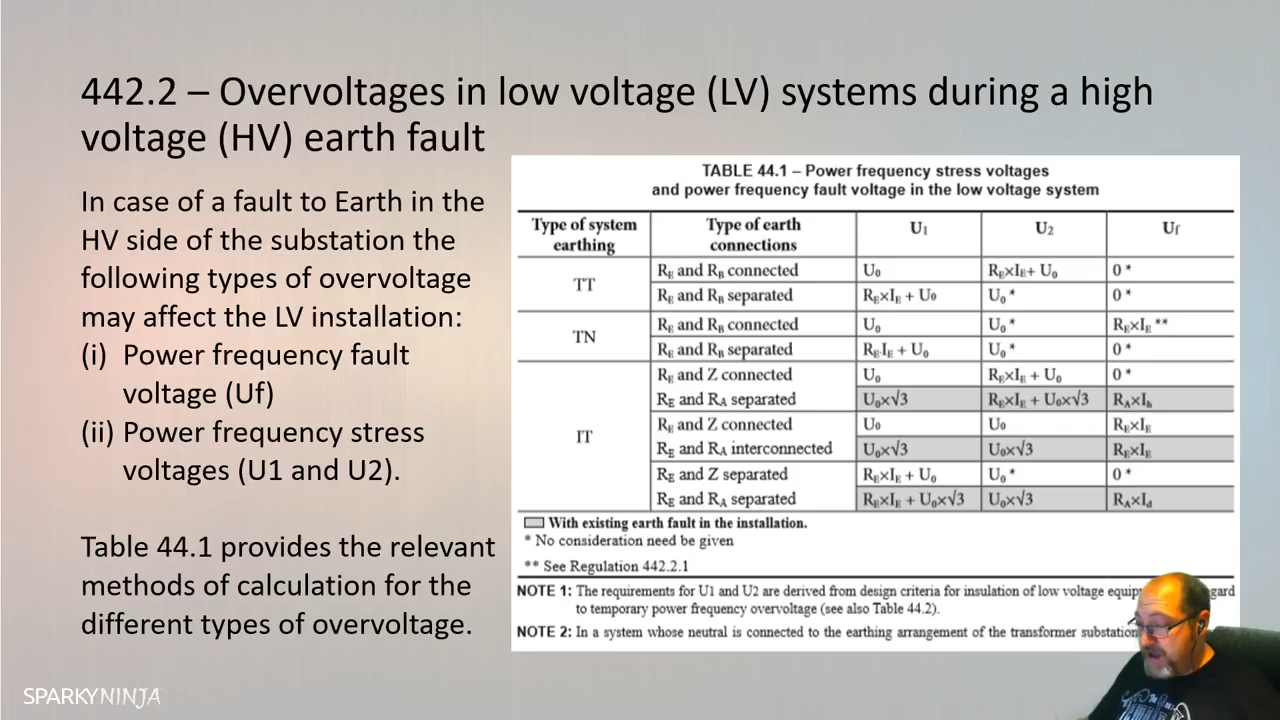 442.2 – Overvoltages in low voltage (LV) systems during a high
voltage (HV) earth fault
In case of a fault to Earth in the
HV side of the substation the
following types of overvoltage
may affect the LV installation:
(i) Power frequency fault
voltage (Uf)
(ii) Power frequency stress
voltages (U1 and U2).
Table 44.1 provides the relevant
methods of calculation for the
different types of overvoltage.
TABLE 44.1 – Power frequency stress voltages
and power frequency fault voltage in the low voltage system
Type of system earthing Type of earth connections U₁ U₂ Uf
TT RE and RB connected U₀ RE×IE+ U₀ 0 *
RE and RB separated RE×IE + U₀ U₀ * 0 *
TN RE and RB connected U₀ U₀ * RE×IE **
RE and RB separated RE·IE + U₀ U₀ * 0 *
IT RE and Z connected U₀ RE×IE + U₀ 0 *
RE and RA separated U₀×√3 RE×IE + U₀×√3 RA×Ih
RE and Z connected U₀ U₀ RE×IE
RE and RA interconnected U₀×√3 U₀×√3 RE×IE
RE and Z separated RE×IE + U₀ U₀ * 0 *
RE and RA separated RE×IE + U₀×√3 U₀×√3 RA×Id
With existing earth fault in the installation.
* No consideration need be given
** See Regulation 442.2.1
NOTE 1: The requirements for U1 and U2 are derived from design criteria for insulation of low voltage
to temporary power frequency overvoltage (see also Table 44.2).
NOTE 2: In a system whose neutral is connected to the earthing arrangement of the transformer
SPARKYNINJA